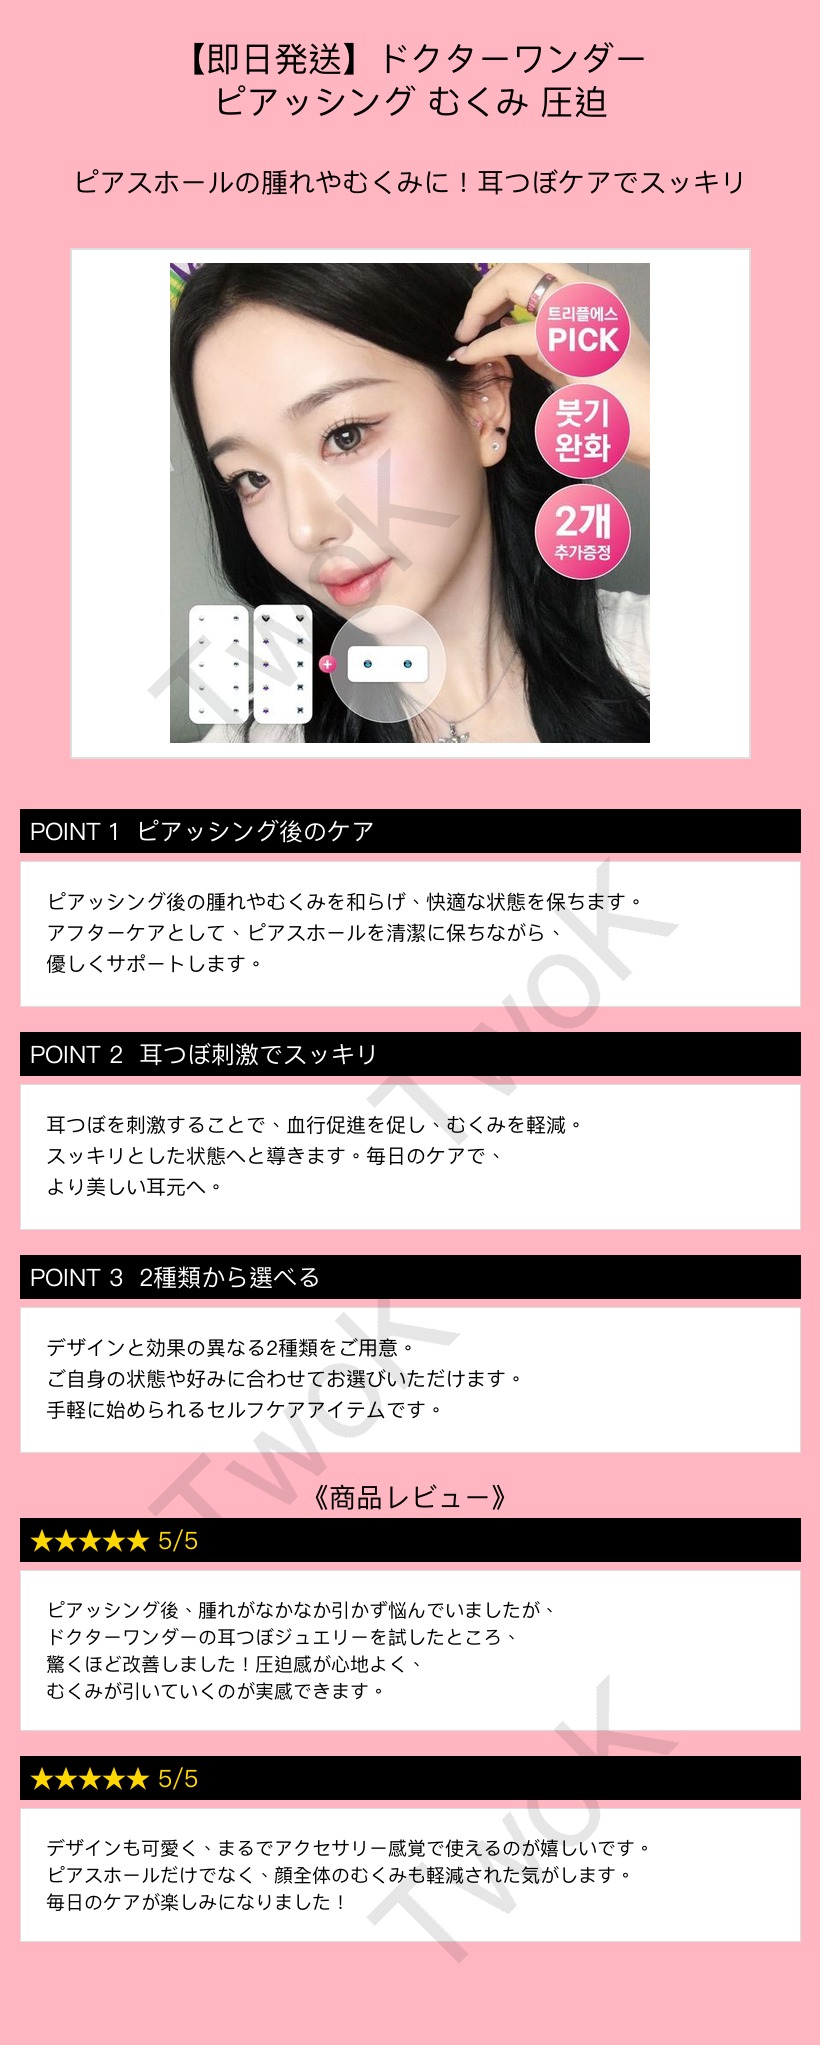 【即日発送】ドクターワンダー
ピアッシング むくみ 圧迫
ピアスホールの腫れやむくみに！耳つぼケアでスッキリ
트리플에스
PICK
붓기
완화
2개
추가증정
+
TwoK
POINT 1 ピアッシング後のケア
ピアッシング後の腫れやむくみを和らげ、快適な状態を保ちます。
アフターケアとして、ピアスホールを清潔に保ちながら、
優しくサポートします。
TwoK
POINT 2 耳つぼ刺激でスッキリ
耳つぼを刺激することで、血行促進を促し、むくみを軽減。
スッキリとした状態へと導きます。毎日のケアで、
より美しい耳元へ。
POINT 3 2種類から選べる
デザインと効果の異なる2種類をご用意。
ご自身の状態や好みに合わせてお選びいただけます。
手軽に始められるセルフケアアイテムです。
TwoK
《商品レビュー》
★★★★★ 5/5
ピアッシング後、腫れがなかなか引かず悩んでいましたが、
ドクターワンダーの耳つぼジュエリーを試したところ、
驚くほど改善しました！圧迫感が心地よく、
むくみが引いていくのが実感できます。
★★★★★ 5/5
デザインも可愛く、まるでアクセサリー感覚で使えるのが嬉しいです。
ピアスホールだけでなく、顔全体のむくみも軽減された気がします。
毎日のケアが楽しみになりました！
TwoK